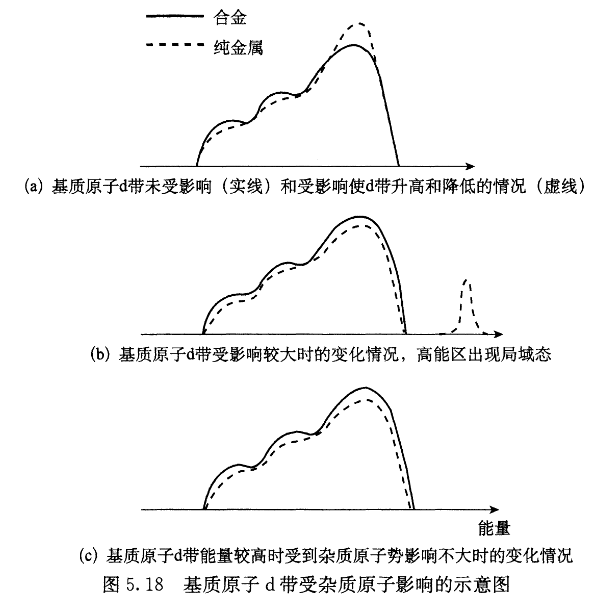 合金
纯金属
(a) 基质原子d带未受影响（实线）和受影响使d带升高和降低的情况（虚线）
(b) 基质原子d带受影响较大时的变化情况，高能区出现局域态
能量
(c) 基质原子d带能量较高时受到杂质原子势影响不大时的变化情况
图 5.18 基质原子 d 带受杂质原子影响的示意图